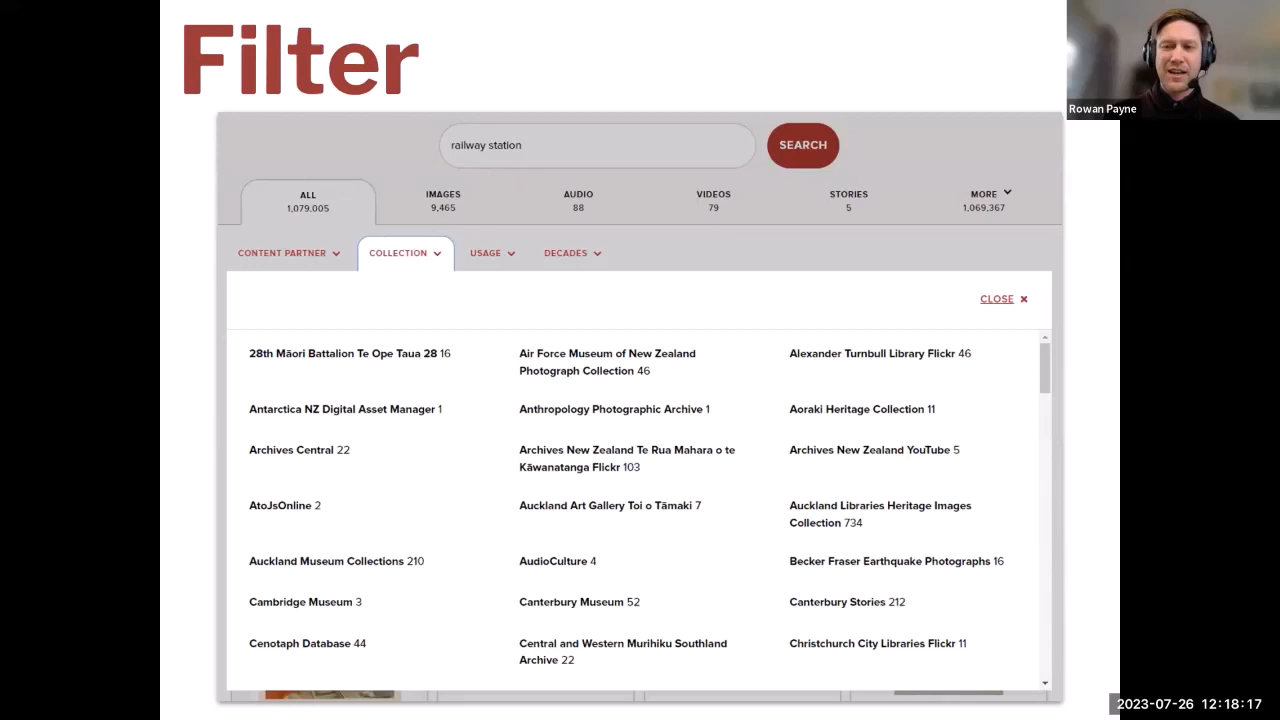 Filter
Rowan Payne
railway station
SEARCH
ALL
1,079,005
IMAGES
9,465
AUDIO
88
VIDEOS
79
STORIES
5
MORE
1,069,367
CONTENT PARTNER
COLLECTION
USAGE
DECADES
CLOSE ×
28th Māori Battalion Te Ope Taua 28 16
Air Force Museum of New Zealand
Photograph Collection 46
Alexander Turnbull Library Flickr 46
Antarctica NZ Digital Asset Manager 1
Anthropology Photographic Archive 1
Aoraki Heritage Collection 11
Archives Central 22
Archives New Zealand Te Rua Mahara o te
Kāwanatanga Flickr 103
Archives New Zealand YouTube 5
AtoJsOnline 2
Auckland Art Gallery Toi o Tāmaki 7
Auckland Libraries Heritage Images
Collection 734
Auckland Museum Collections 210
AudioCulture 4
Becker Fraser Earthquake Photographs 16
Cambridge Museum 3
Canterbury Museum 52
Canterbury Stories 212
Cenotaph Database 44
Central and Western Murihiku Southland
Archive 22
Christchurch City Libraries Flickr 11
2023-07-26 12:18:17